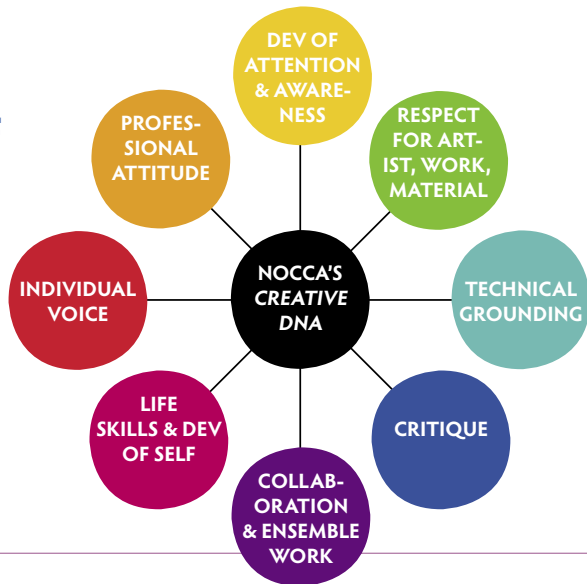 DEV OF
ATTENTION
& AWARE-
NESS
RESPECT
FOR ART-
IST, WORK,
MATERIAL
TECHNICAL
GROUNDING
CRITIQUE
COLLAB-
ORATION
& ENSEMBLE
WORK
LIFE
SKILLS & DEV
OF SELF
INDIVIDUAL
VOICE
PROFES-
SIONAL
ATTITUDE
NOCCA'S
CREATIVE
DNA